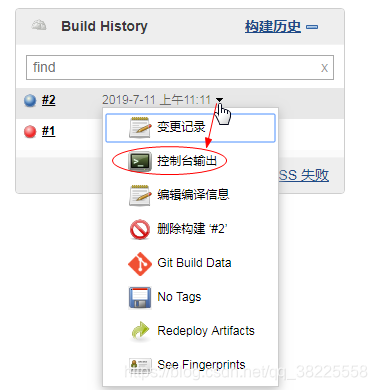 Build History 构建历史
find x
#2 2019-7-11 上午11:11
#1
变更记录
控制台输出
SS 失败
编辑编译信息
删除构建 ‘#2’
Git Build Data
No Tags
Redeploy Artifacts
See Fingerprints
https://blog.csdn.net/qq_38225558